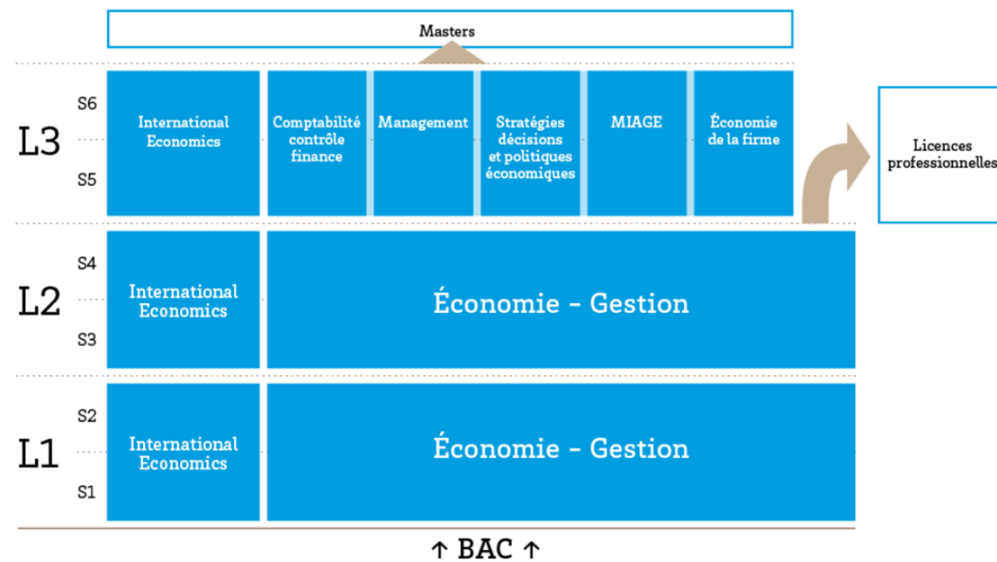 Masters
L3
S6
S5
International
Economics
Comptabilité
contrôle
finance
Management
Stratégies
décisions
et politiques
économiques
MIAGE
Économie
de la firme
Licences
professionnelles
L2
S4
S3
International
Economics
Économie – Gestion
L1
S2
S1
International
Economics
Économie – Gestion
↑ BAC ↑